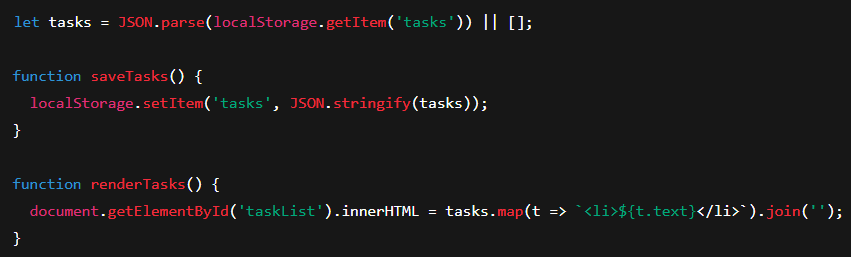 let tasks = JSON.parse(localStorage.getItem('tasks')) || [];
function saveTasks() {
  localStorage.setItem('tasks', JSON.stringify(tasks));
}
function renderTasks() {
  document.getElementById('taskList').innerHTML = tasks.map(t => `<li>${t.text}</li>`).join('');
}